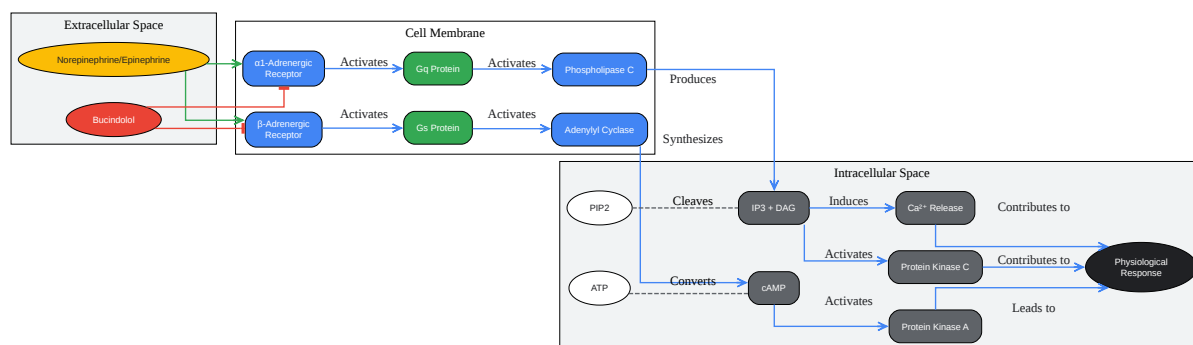 Extracellular Space
Norepinephrine/Epinephrine
Bucindolol
Cell Membrane
α1-Adrenergic
Receptor
Activates
Gq Protein
Activates
Phospholipase C
Produces
β-Adrenergic
Receptor
Activates
Gs Protein
Activates
Adenylyl Cyclase
Synthesizes
Intracellular Space
PIP2
Cleaves
IP3 + DAG
Induces
Ca²⁺ Release
Contributes to
Activates
Protein Kinase C
Contributes to
Physiological
Response
ATP
Converts
cAMP
Activates
Protein Kinase A
Leads to